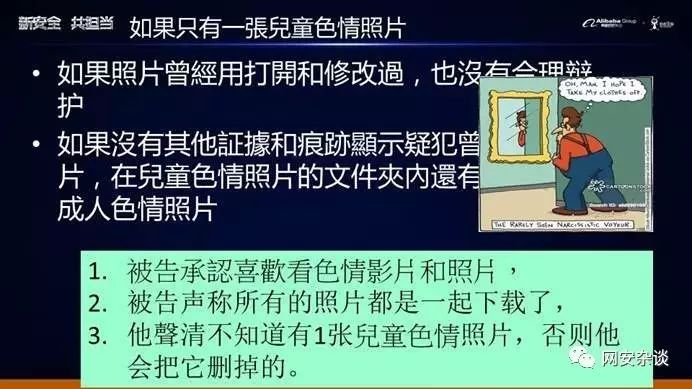 新安全 共担当
如果只有一張兒童色情照片
Alibaba Group
• 如果照片曾經用打開和修改過，也沒有合理辯
护
• 如果沒有其他証據和痕跡顯示疑犯曾
片，在兒童色情照片的文件夾內還有
成人色情照片
OH, MAN, I HOPE I
TAKE MY CLOTHES OFF.
CARTOONSTOCK
Search ID:
THE RARELY SEEN NARCISSISTIC VOYEUR.
1. 被告承認喜歡看色情影片和照片，
2. 被告声称所有的照片都是一起下载了，
3. 他聲清不知道有1张兒童色情照片，否则他
会把它删掉的。
网安杂谈